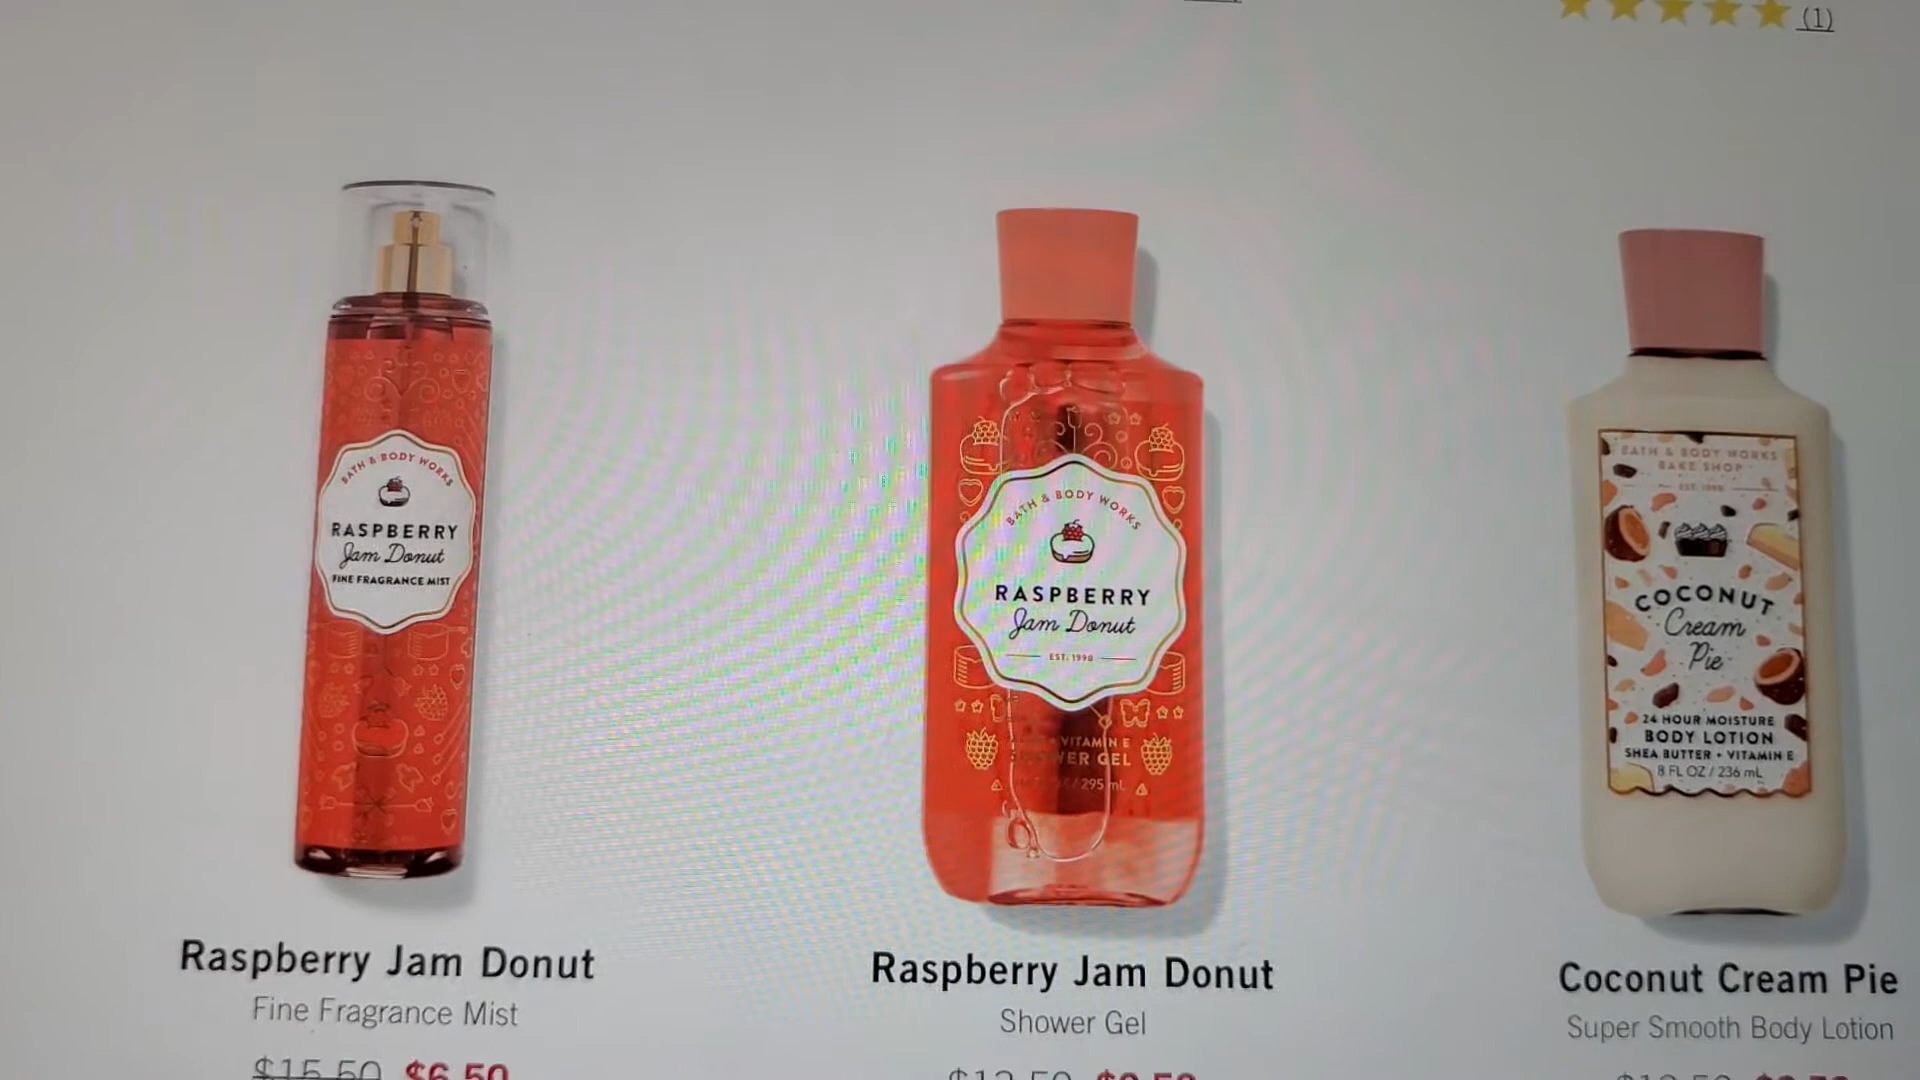 (1)
BATH & BODY WORKS
RASPBERRY
Jam Donut
FINE FRAGRANCE MIST
BATH & BODY WORKS
RASPBERRY
Jam Donut
EST. 1990
VITAMIN E
SHOWER GEL
295 mL
BATH & BODY WORKS
BAKE SHOP
EST. 1990
COCONUT
Cream
Pie
24 HOUR MOISTURE
BODY LOTION
SHEA BUTTER • VITAMIN E
8 FL OZ / 236 mL
Raspberry Jam Donut
Fine Fragrance Mist
$15.50 $6.50
Raspberry Jam Donut
Shower Gel
Coconut Cream Pie
Super Smooth Body Lotion